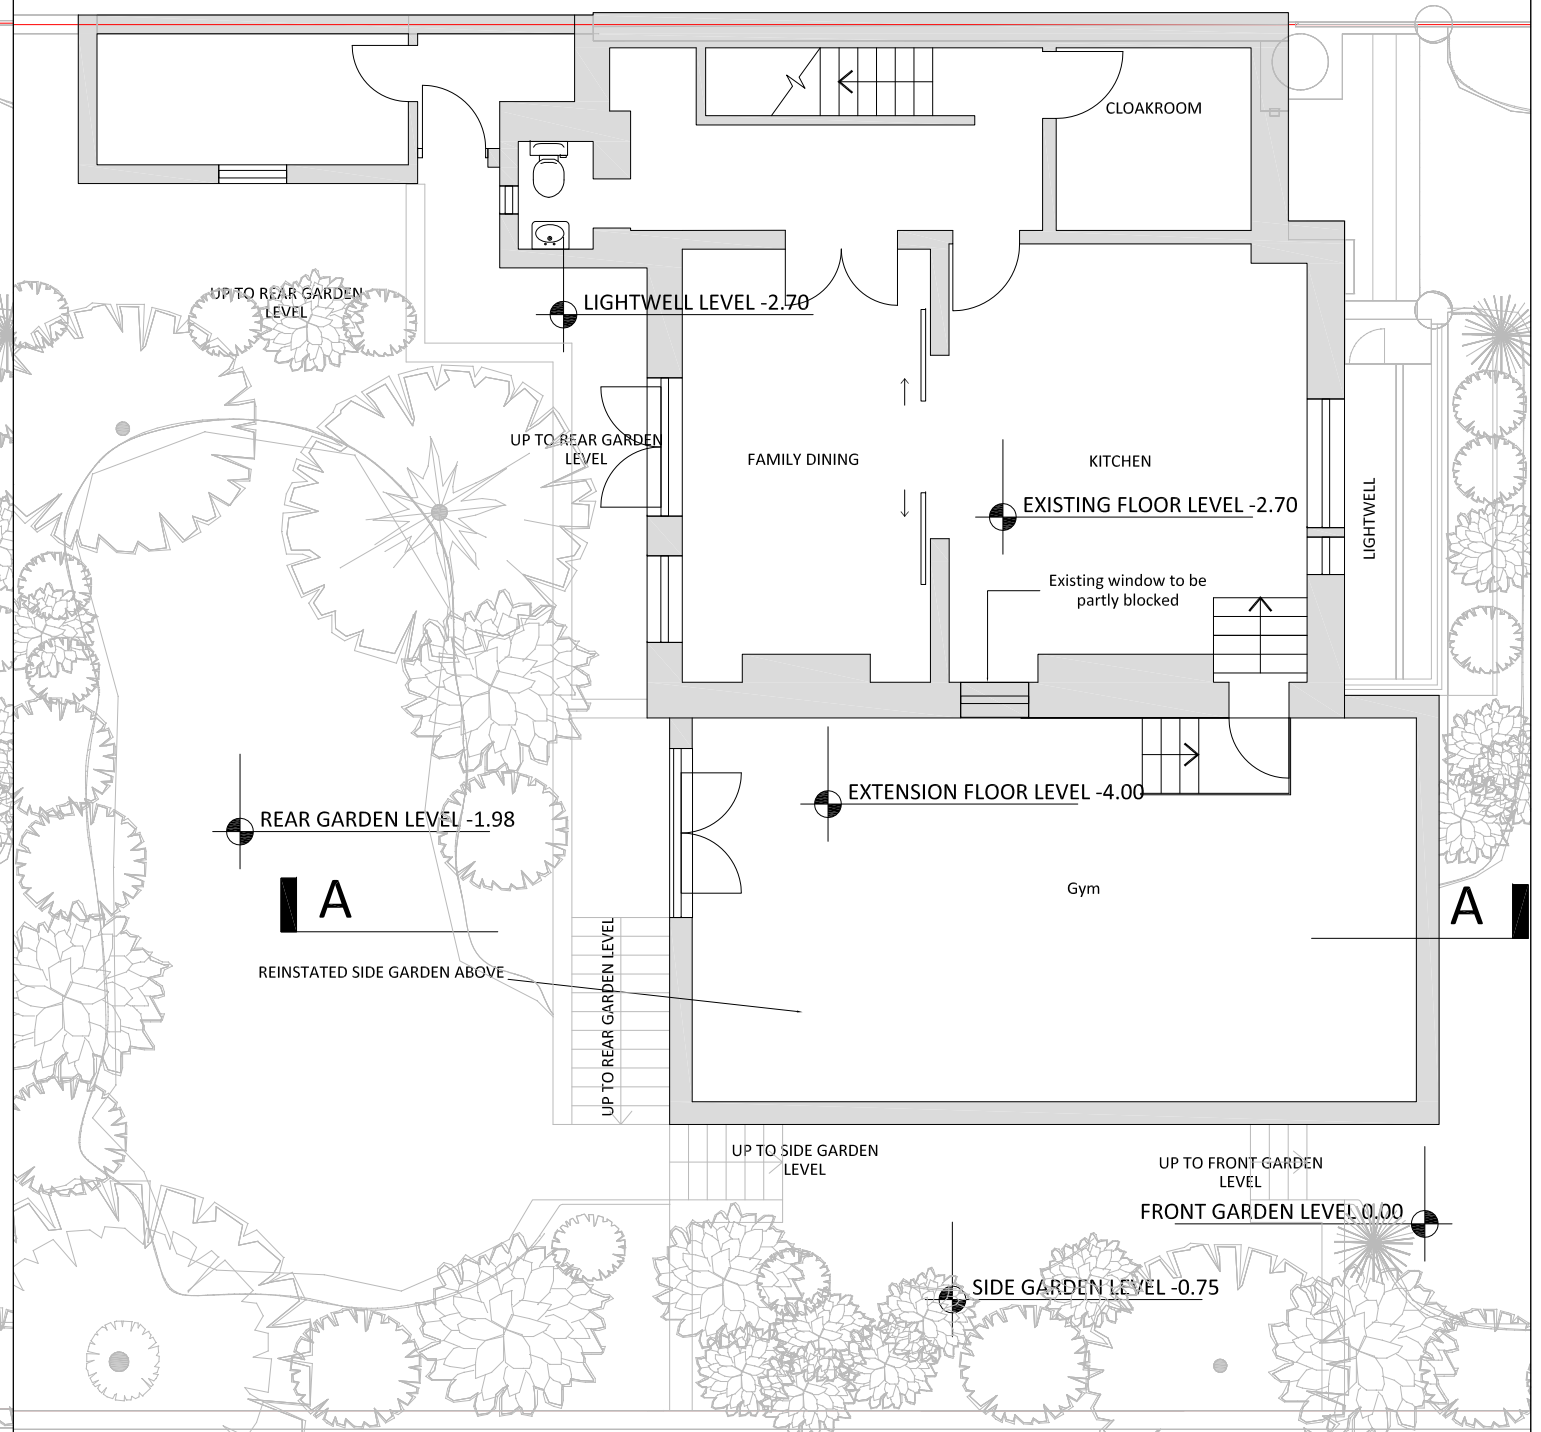 CLOAKROOM
UP TO REAR GARDEN
LEVEL
LIGHTWELL LEVEL -2.70
UP TO REAR GARDEN
LEVEL
FAMILY DINING
KITCHEN
EXISTING FLOOR LEVEL -2.70
LIGHTWELL
Existing window to be
partly blocked
EXTENSION FLOOR LEVEL -4.00
REAR GARDEN LEVEL -1.98
A
Gym
A
REINSTATED SIDE GARDEN ABOVE
UP TO REAR GARDEN LEVEL
UP TO SIDE GARDEN
LEVEL
UP TO FRONT GARDEN
LEVEL
FRONT GARDEN LEVEL 0.00
SIDE GARDEN LEVEL -0.75